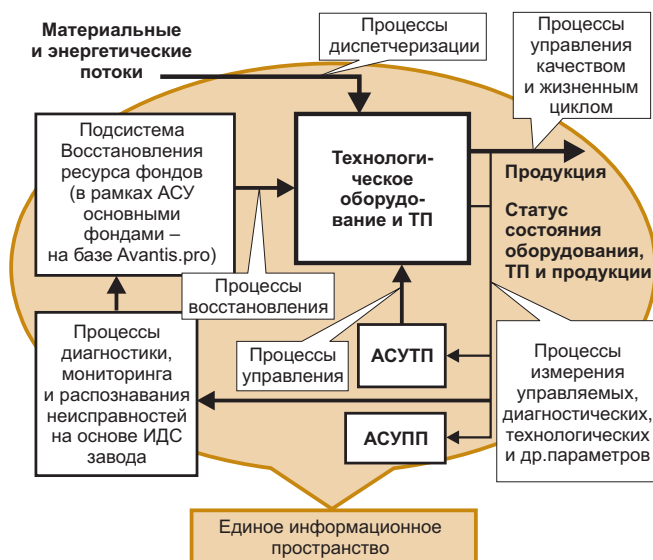 Материальные
и энергетические
потоки
Процессы
диспетчеризации
Процессы
управления
качеством
и жизненным
циклом
Подсистема
Восстановления
ресурса фондов
(в рамках АСУ
основными
фондами –
на базе Avantis.pro)
Технологи-
ческое
оборудо-
вание и ТП
Продукция
Статус
состояния
оборудования,
ТП и продукции
Процессы
восстановления
Процессы
управления
Процессы
диагностики,
мониторинга
и распознавания
неисправностей
на основе ИДС
завода
АСУТП
АСУПП
Процессы
измерения
управляемых,
диагностических,
технологических
и др.параметров
Единое информационное
пространство